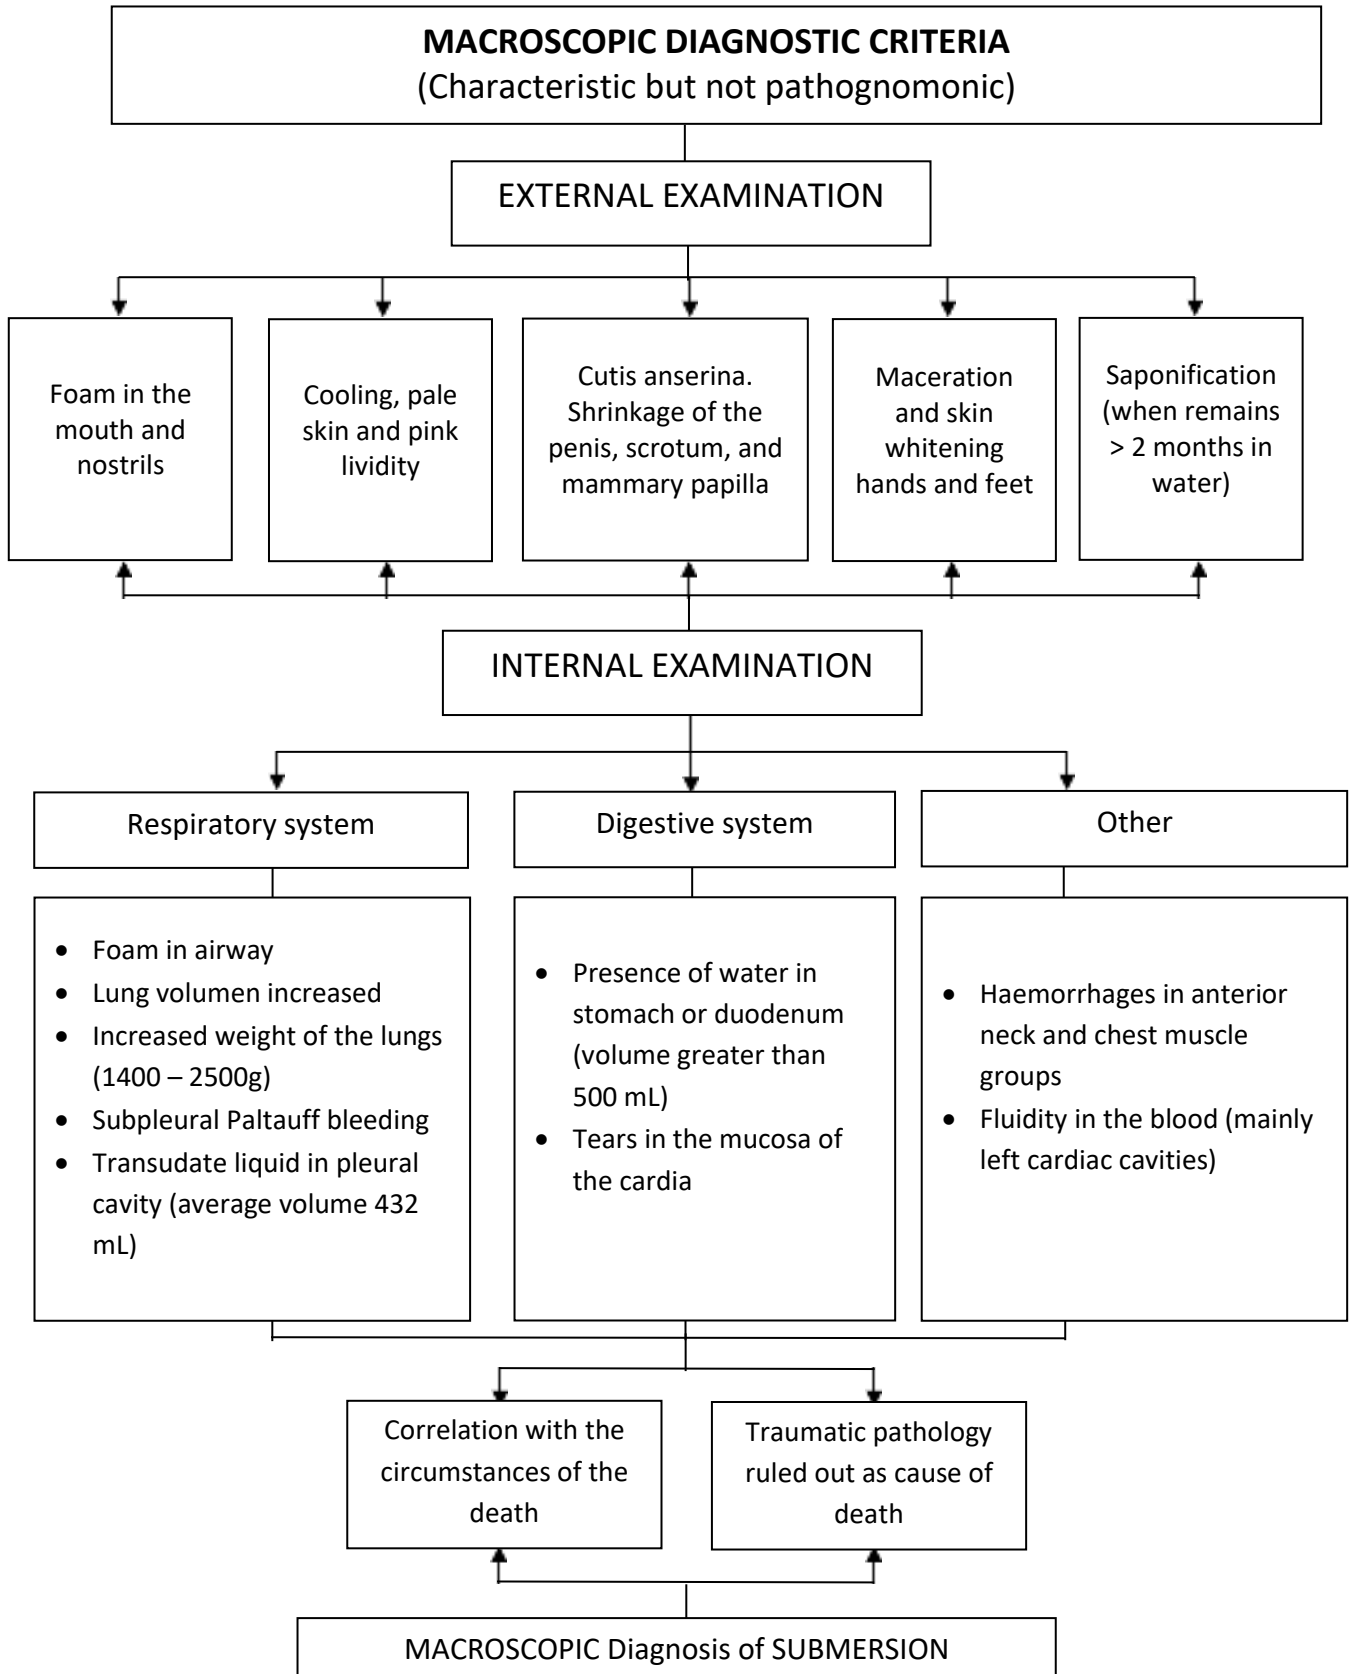 MACROSCOPIC DIAGNOSTIC CRITERIA
(Characteristic but not pathognomonic)
EXTERNAL EXAMINATION
Foam in the
mouth and
nostrils
Cooling, pale
skin and pink
lividity
Cutis anserina.
Shrinkage of the
penis, scrotum, and
mammary papilla
Maceration
and skin
whitening
hands and feet
Saponification
(when remains
> 2 months in
water)
INTERNAL EXAMINATION
Respiratory system
Digestive system
Other
• Foam in airway
• Lung volumen increased
• Increased weight of the lungs
(1400 – 2500g)
• Subpleural Paltauff bleeding
• Transudate liquid in pleural
cavity (average volume 432
mL)
• Presence of water in
stomach or duodenum
(volume greater than
500 mL)
• Tears in the mucosa of
the cardia
• Haemorrhages in anterior
neck and chest muscle
groups
• Fluidity in the blood (mainly
left cardiac cavities)
Correlation with the
circumstances of the
death
Traumatic pathology
ruled out as cause of
death
MACROSCOPIC Diagnosis of SUBMERSION